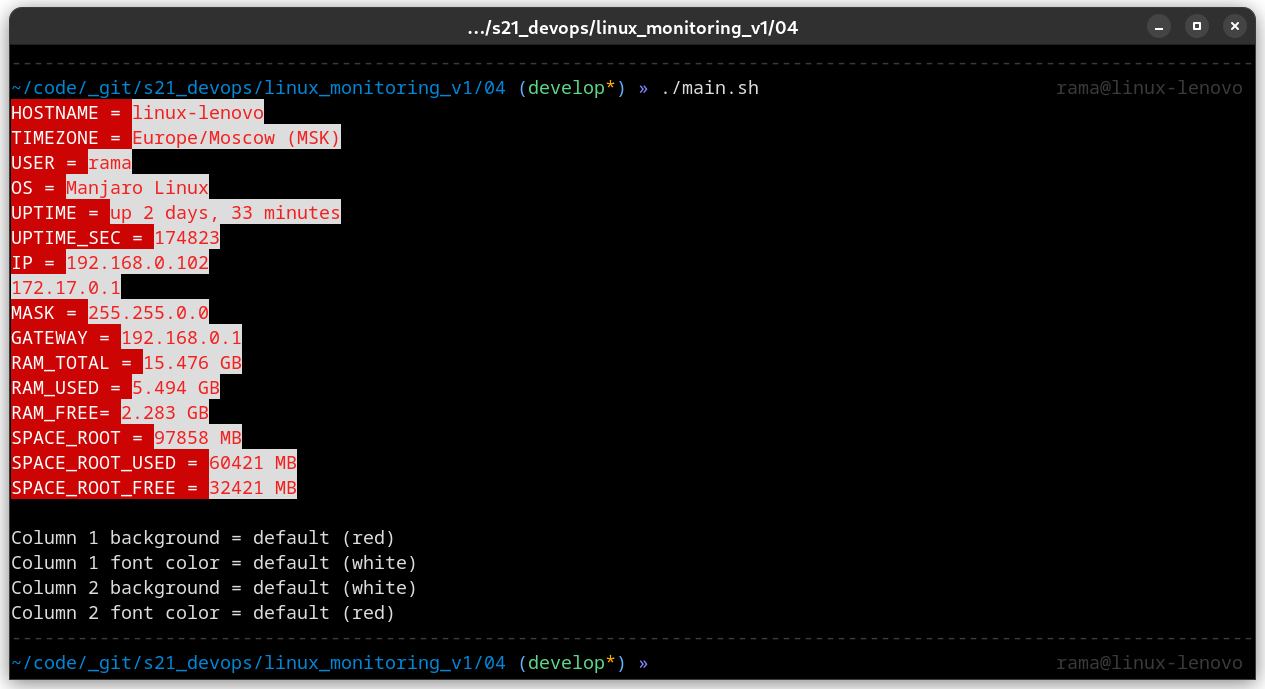 .../s21_devops/linux_monitoring_v1/04
~/code/_git/s21_devops/linux_monitoring_v1/04 (develop*) » ./main.sh rama@linux-lenovo
HOSTNAME = linux-lenovo
TIMEZONE = Europe/Moscow (MSK)
USER = rama
OS = Manjaro Linux
UPTIME = up 2 days, 33 minutes
UPTIME_SEC = 174823
IP = 192.168.0.102
172.17.0.1
MASK = 255.255.0.0
GATEWAY = 192.168.0.1
RAM_TOTAL = 15.476 GB
RAM_USED = 5.494 GB
RAM_FREE= 2.283 GB
SPACE_ROOT = 97858 MB
SPACE_ROOT_USED = 60421 MB
SPACE_ROOT_FREE = 32421 MB
Column 1 background = default (red)
Column 1 font color = default (white)
Column 2 background = default (white)
Column 2 font color = default (red)
~/code/_git/s21_devops/linux_monitoring_v1/04 (develop*) » rama@linux-lenovo